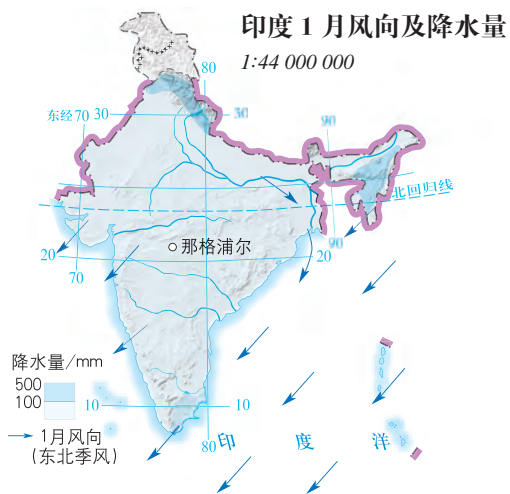 印度1月风向及降水量
1:44 000 000
80
东经70 30
30
90
北回归线
90
20
那格浦尔
20
70
降水量/mm
500
100
10
10
1月风向
(东北季风)
80
印 度 洋